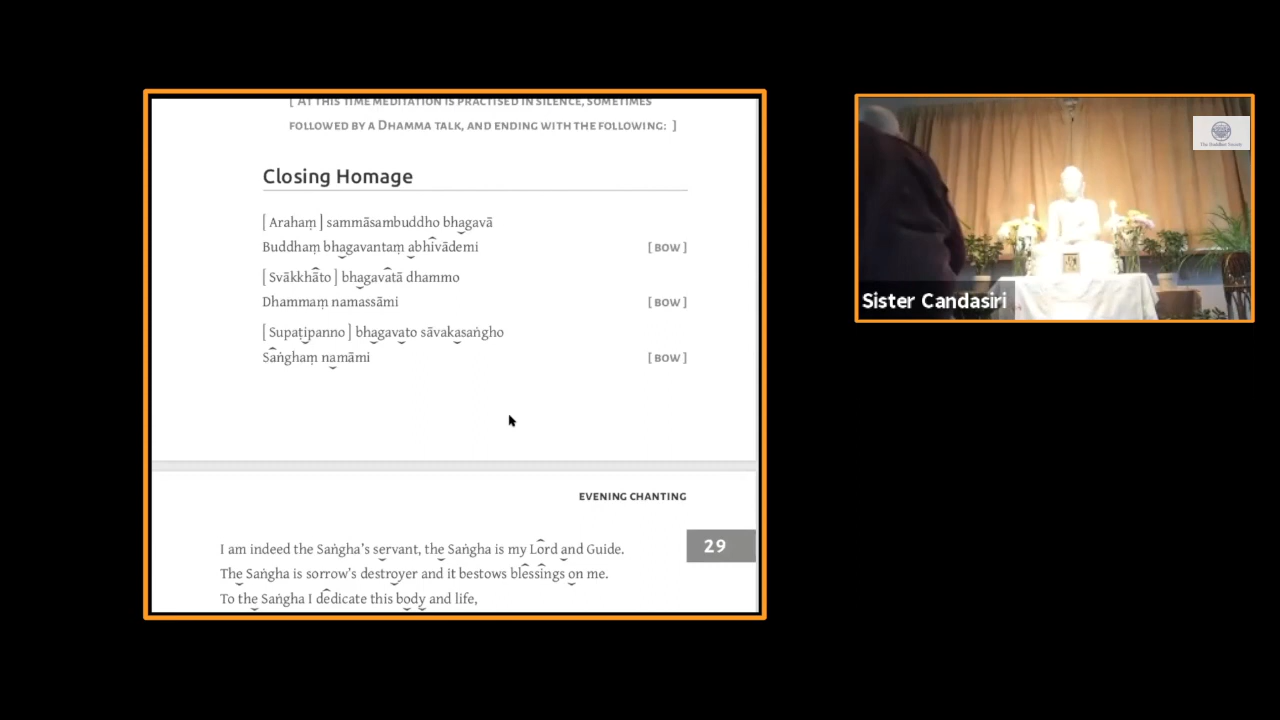 [ At this time meditation is practised in silence, sometimes
followed by a Dhamma talk, and ending with the following: ]
Closing Homage
[ Arahaṃ ] sammāsambuddho bhagavā
Buddhaṃ bhagavantaṃ abhivādemi [ BOW ]
[ Svākkhāto ] bhagavatā dhammo
Dhammaṃ namassāmi [ BOW ]
[ Supaṭipanno ] bhagavato sāvakasaṅgho
Saṅghaṃ namāmi [ BOW ]
EVENING CHANTING
29
I am indeed the Saṅgha’s servant, the Saṅgha is my Lord and Guide.
The Saṅgha is sorrow’s destroyer and it bestows blessings on me.
To the Saṅgha I dedicate this body and life,
The Buddhist Society
Sister Candasiri